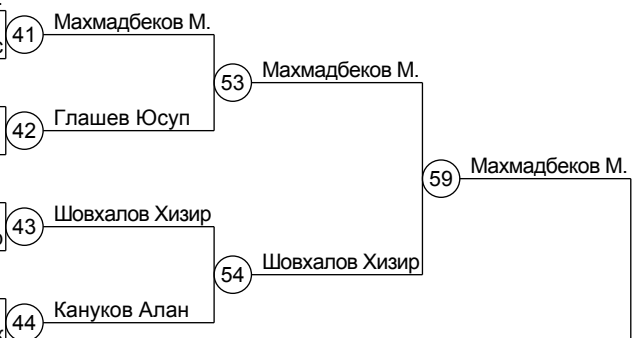 41 Махмадбеков М.
53 Махмадбеков М.
42 Глашев Юсуп
59 Махмадбеков М.
43 Шовхалов Хизир
54 Шовхалов Хизир
44 Кануков Алан